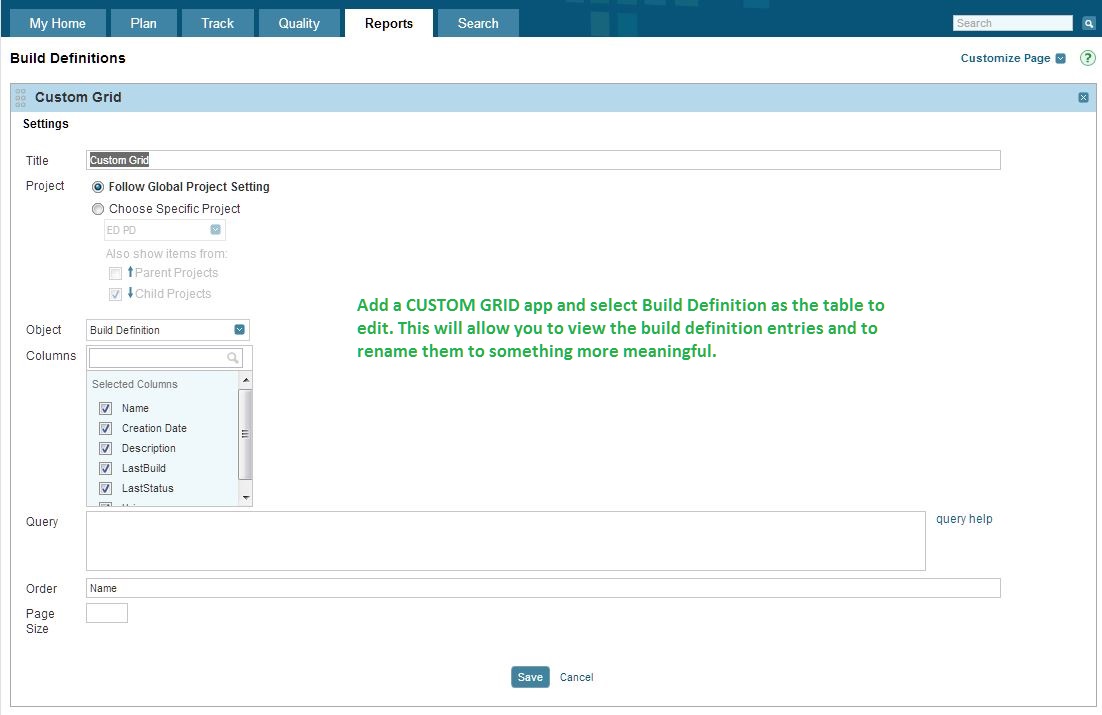 My Home Plan Track Quality Reports Search Search
Build Definitions Customize Page ?
Custom Grid
Settings
Title Custom Grid
Project Follow Global Project Setting
Choose Specific Project
ED PD
Also show items from:
Parent Projects
Child Projects
Add a CUSTOM GRID app and select Build Definition as the table to
edit. This will allow you to view the build definition entries and to
rename them to something more meaningful.
Object Build Definition
Columns
Selected Columns
Name
Creation Date
Description
LastBuild
LastStatus
Query query help
Order Name
Page
Size
Save Cancel